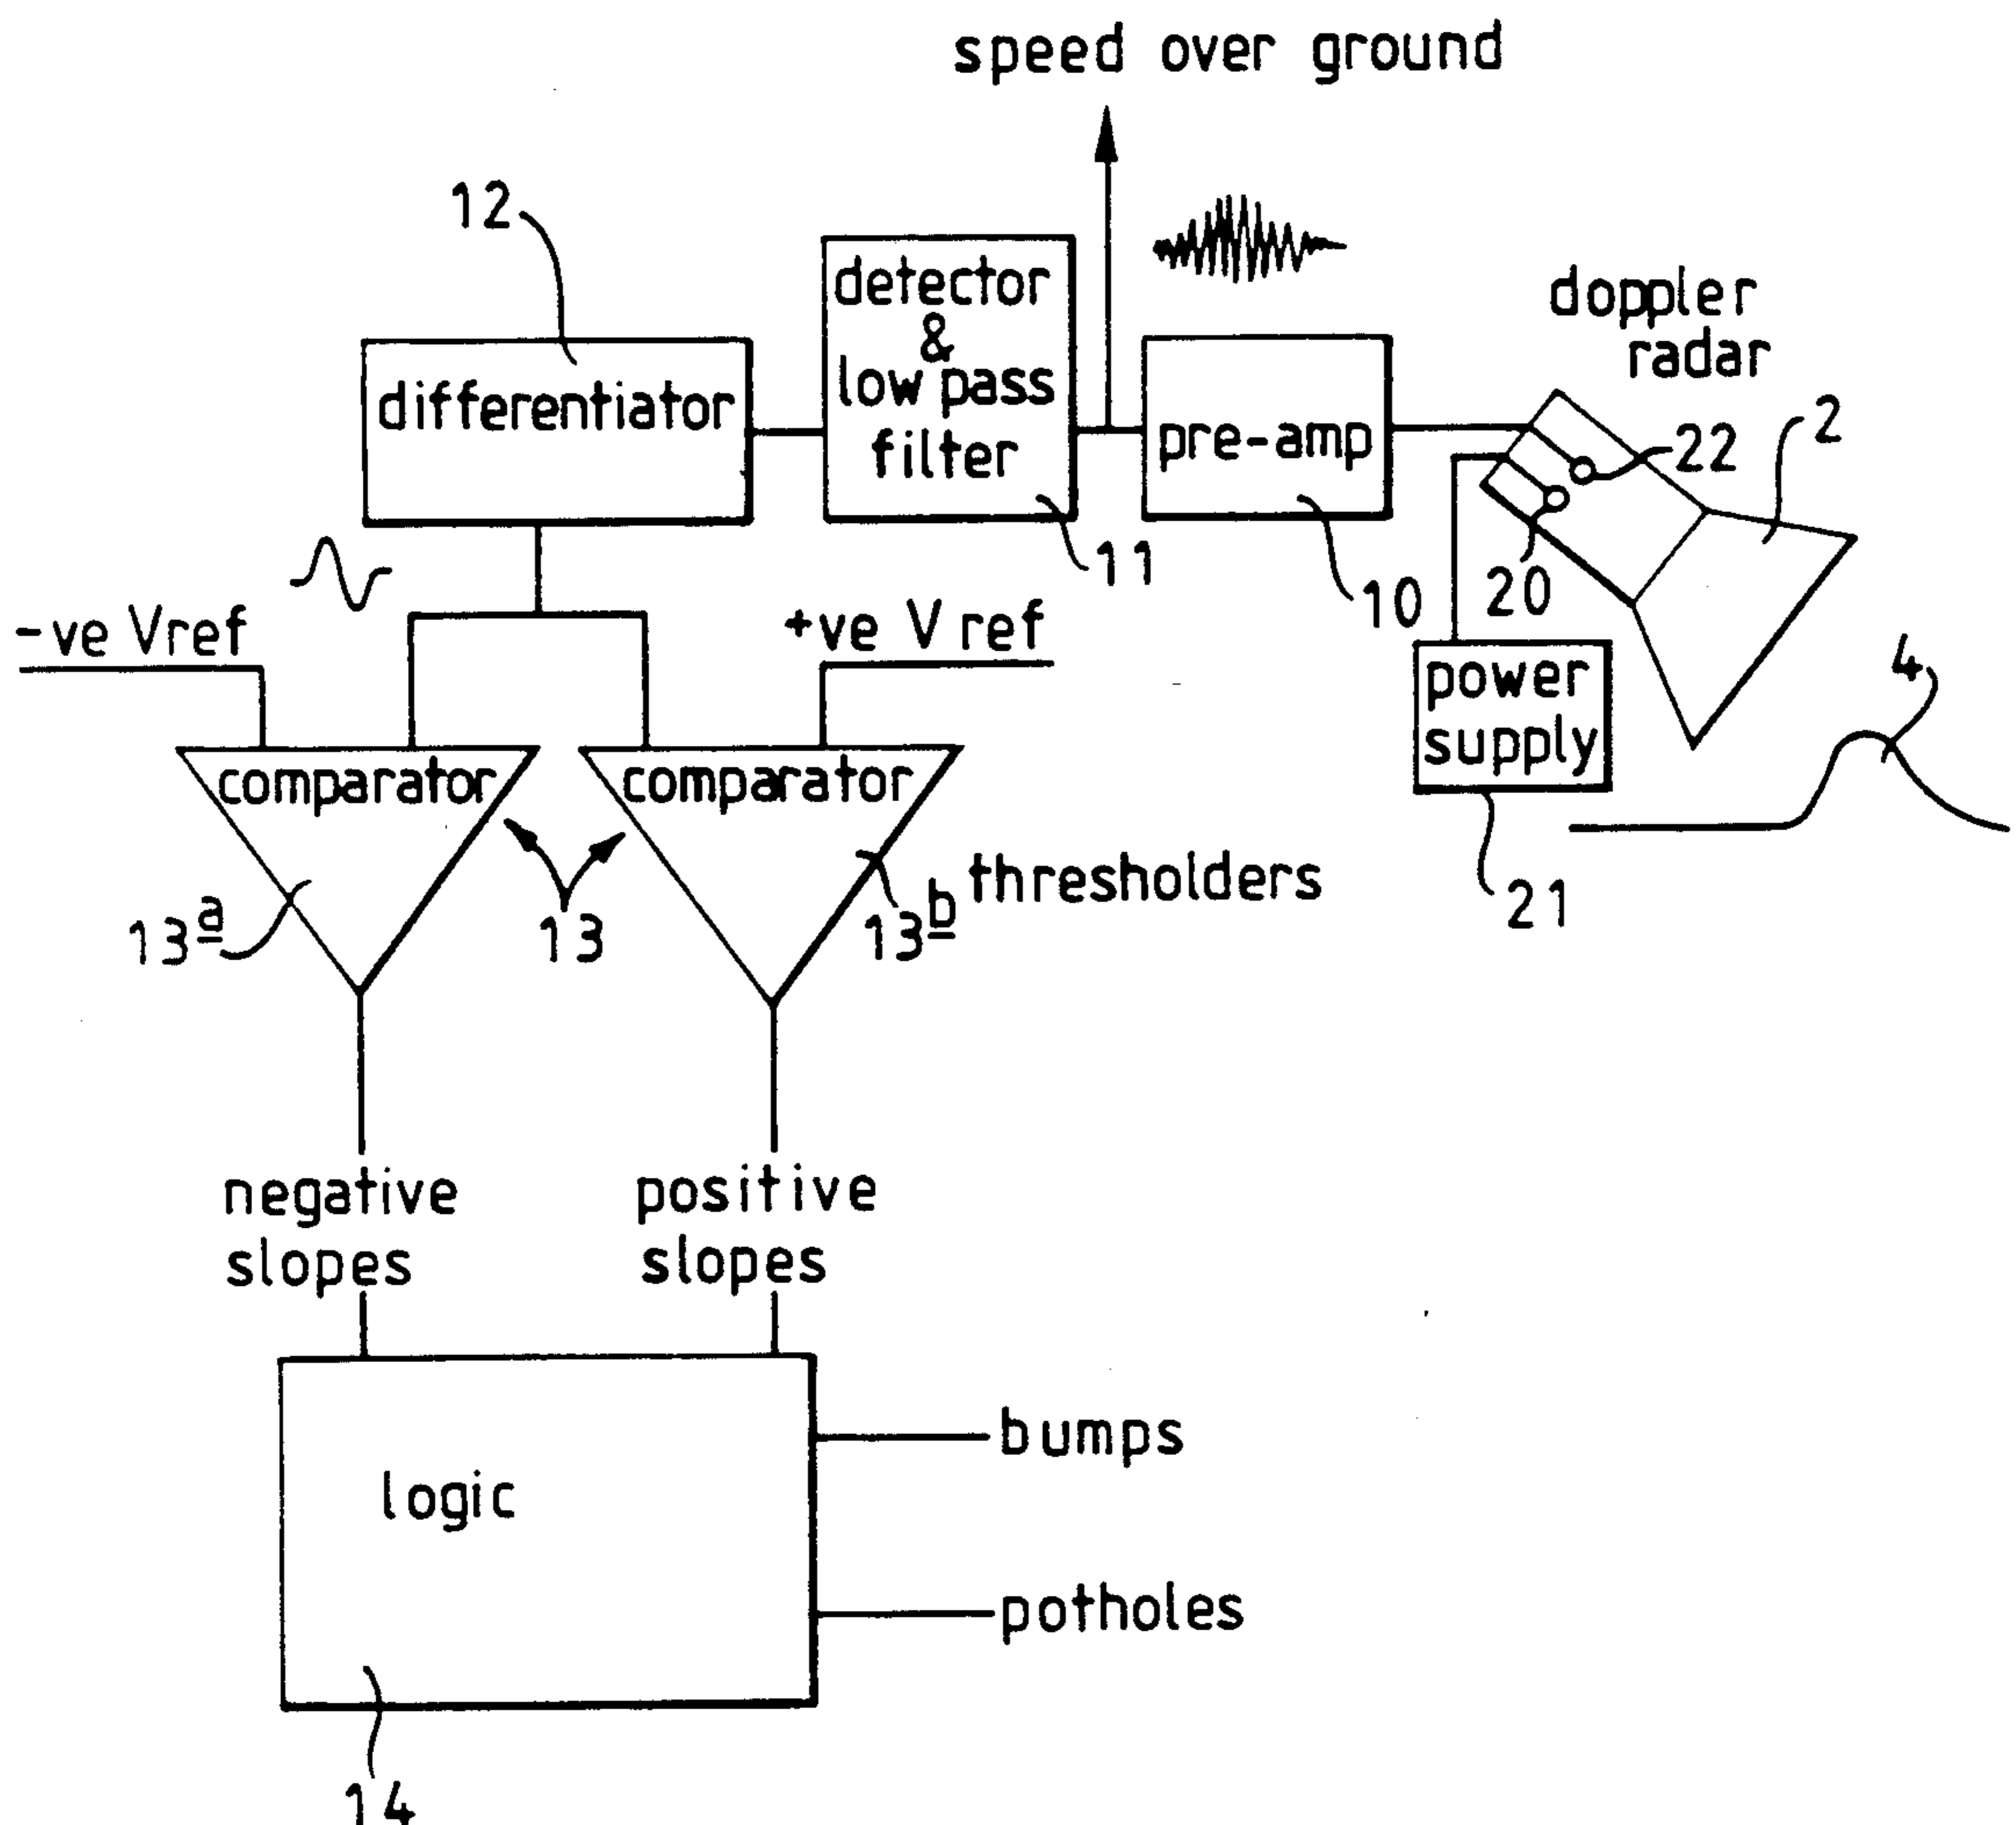 speed over ground
12
detector
&
low pass
filter
doppler
radar
differentiator
pre-amp
22
2
11
10
20
-ve Vref
+ve V ref
power
supply
4
comparator
comparator
thresholders
13a
13
13b
21
negative
slopes
positive
slopes
logic
bumps
potholes
14